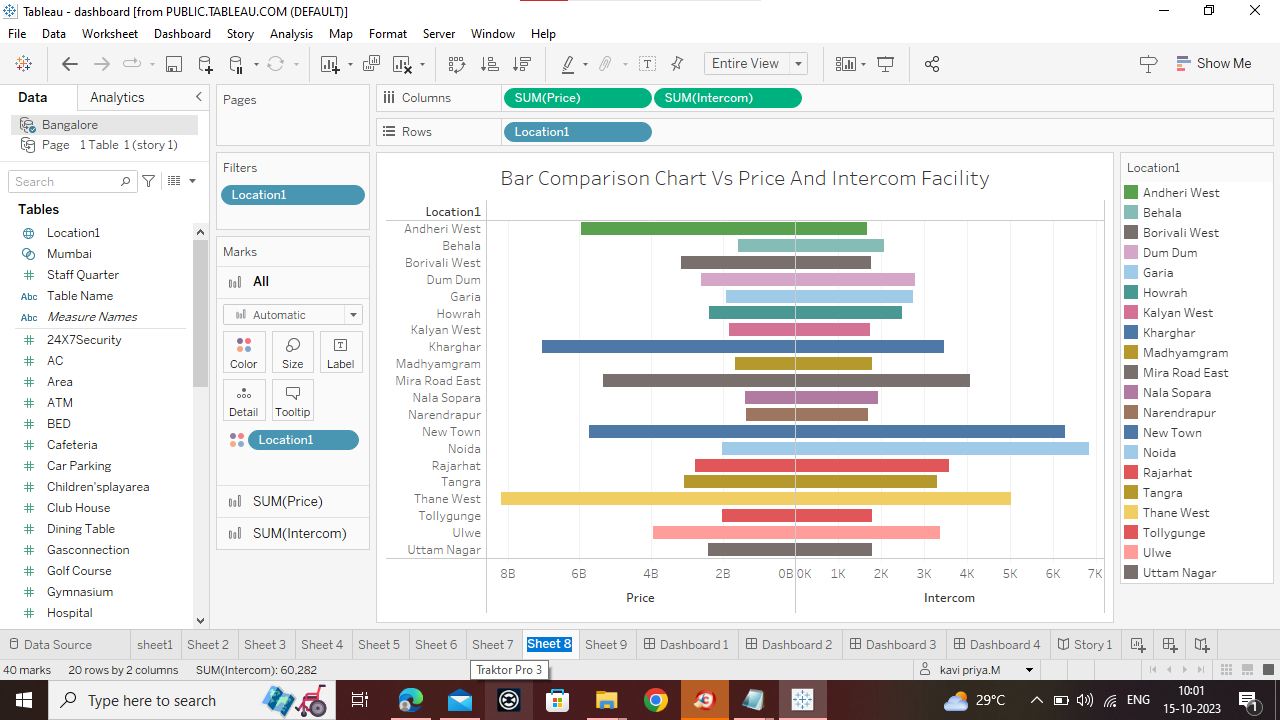 Tableau - dashboard [from PUBLIC.TABLEAU.COM (DEFAULT)]
File Data Worksheet Dashboard Story Analysis Map Format Server Window Help
Entire View
Show Me
Data Analytics
Bangalore
Page 1 Table 1 (story 1)
Search
Tables
Location1
Mumbai
Staff Quarter
Abc Table Name
Abc Measure Names
24X7Security
AC
Area
ATM
BED
Cafeteria
Car Parking
Children'splayarea
Club House
Dining Table
Gasconnection
Golf Course
Gymnasium
Hospital
Pages
Filters
Location1
Marks
All
Automatic
Color Size Label
Detail Tooltip
Location1
SUM(Price)
SUM(Intercom)
Columns SUM(Price) SUM(Intercom)
Rows Location1
Bar Comparison Chart Vs Price And Intercom Facility
Location1
Andheri West
Behala
Borivali West
Dum Dum
Garia
Howrah
Kalyan West
Kharghar
Madhyamgram
Mira Road East
Nala Sopara
Narendrapur
New Town
Noida
Rajarhat
Tangra
Thane West
Tollygunge
Ulwe
Uttam Nagar
8B 6B 4B 2B 0B 0K 1K 2K 3K 4K 5K 6K 7K
Price Intercom
Location1
Andheri West
Behala
Borivali West
Dum Dum
Garia
Howrah
Kalyan West
Kharghar
Madhyamgram
Mira Road East
Nala Sopara
Narendrapur
New Town
Noida
Rajarhat
Tangra
Thane West
Tollygunge
Ulwe
Uttam Nagar
Data Source sheet1 Sheet 2 Sheet 3 Sheet 4 Sheet 5 Sheet 6 Sheet 7 Sheet 8 Sheet 9 Dashboard 1 Dashboard 2 Dashboard 3 Dashboard 4 Story 1
40 marks 20 rows by 2 columns SUM(Intercom): 60,282
Traktor Pro 3
kavi priya.M
Type here to search
29°C
ENG
10:01
15-10-2023
1